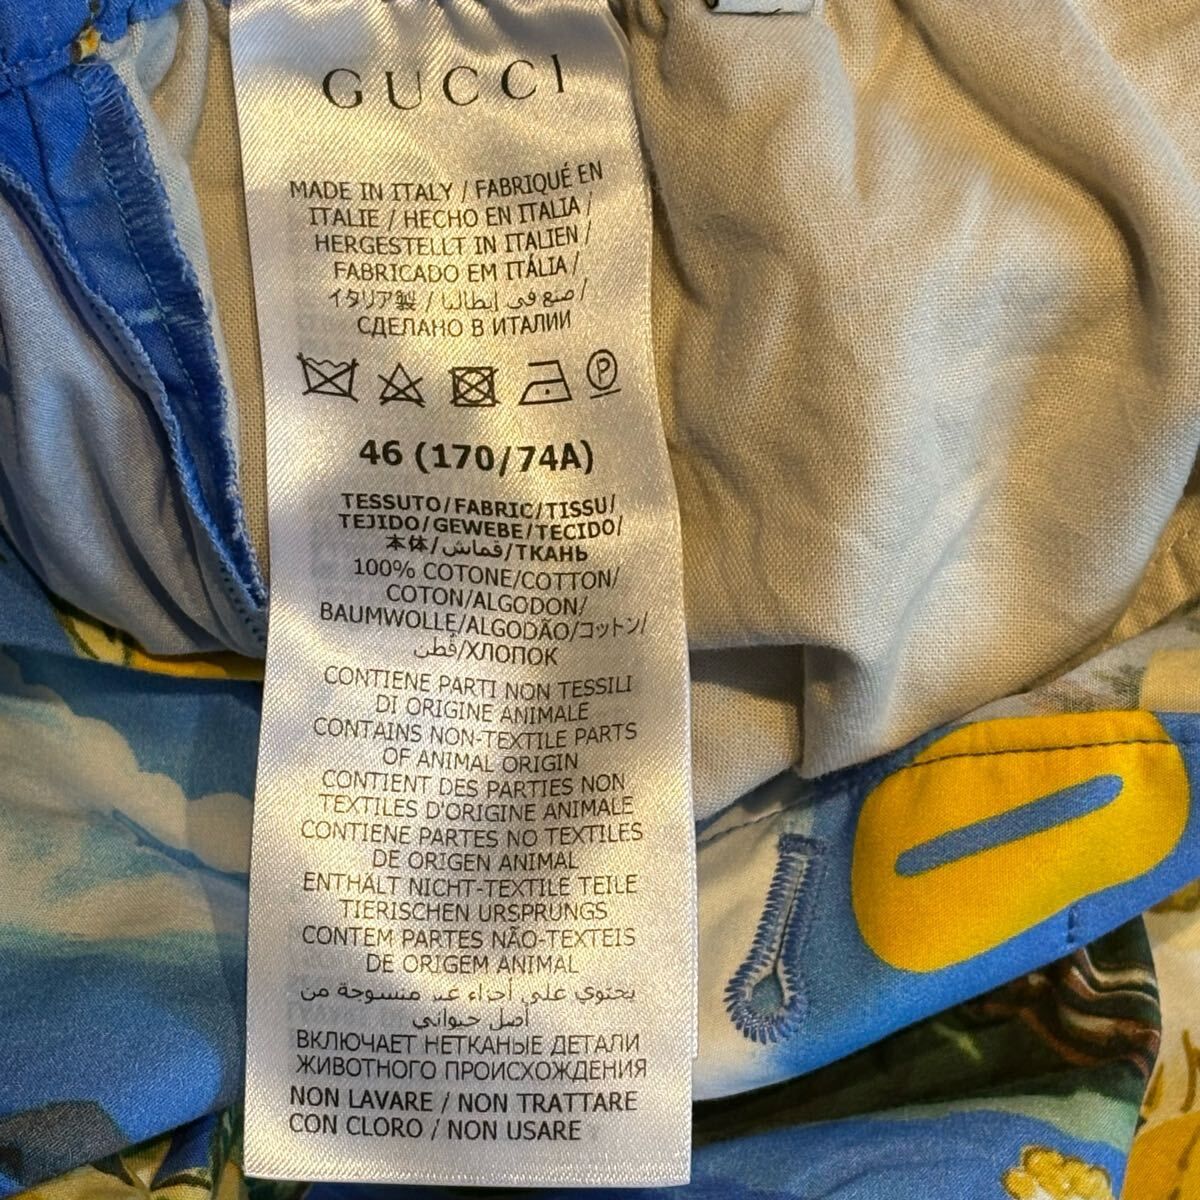 GUCCI
MADE IN ITALY / FABRIQUÉ EN
ITALIE / HECHO EN ITALIA /
HERGESTELLT IN ITALIEN /
FABRICADO EM ITÁLIA /
イタリア製 / صنع في إيطاليا /
СДЕЛАНО В ИТАЛИИ
P
46 (170/74A)
TESSUTO/FABRIC/TISSU/
TEJIDO/GEWEBE/TECIDO/
本体/قماش/ТКАНЬ
100% COTONE/COTTON/
COTON/ALGODON/
BAUMWOLLE/ALGODÃO/コットン/
قطن/ХЛОПОК
CONTIENE PARTI NON TESSILI
DI ORIGINE ANIMALE
CONTAINS NON-TEXTILE PARTS
OF ANIMAL ORIGIN
CONTIENT DES PARTIES NON
TEXTILES D'ORIGINE ANIMALE
CONTIENE PARTES NO TEXTILES
DE ORIGEN ANIMAL
ENTHÄLT NICHT-TEXTILE TEILE
TIERISCHEN URSPRUNGS
CONTEM PARTES NÃO-TEXTEIS
DE ORIGEM ANIMAL
يحتوي على أجزاء غير منسوجة من
أصل حيواني
ВКЛЮЧАЕТ НЕТКАНЫЕ ДЕТАЛИ
ЖИВОТНОГО ПРОИСХОЖДЕНИЯ
NON LAVARE / NON TRATTARE
CON CLORO / NON USARE